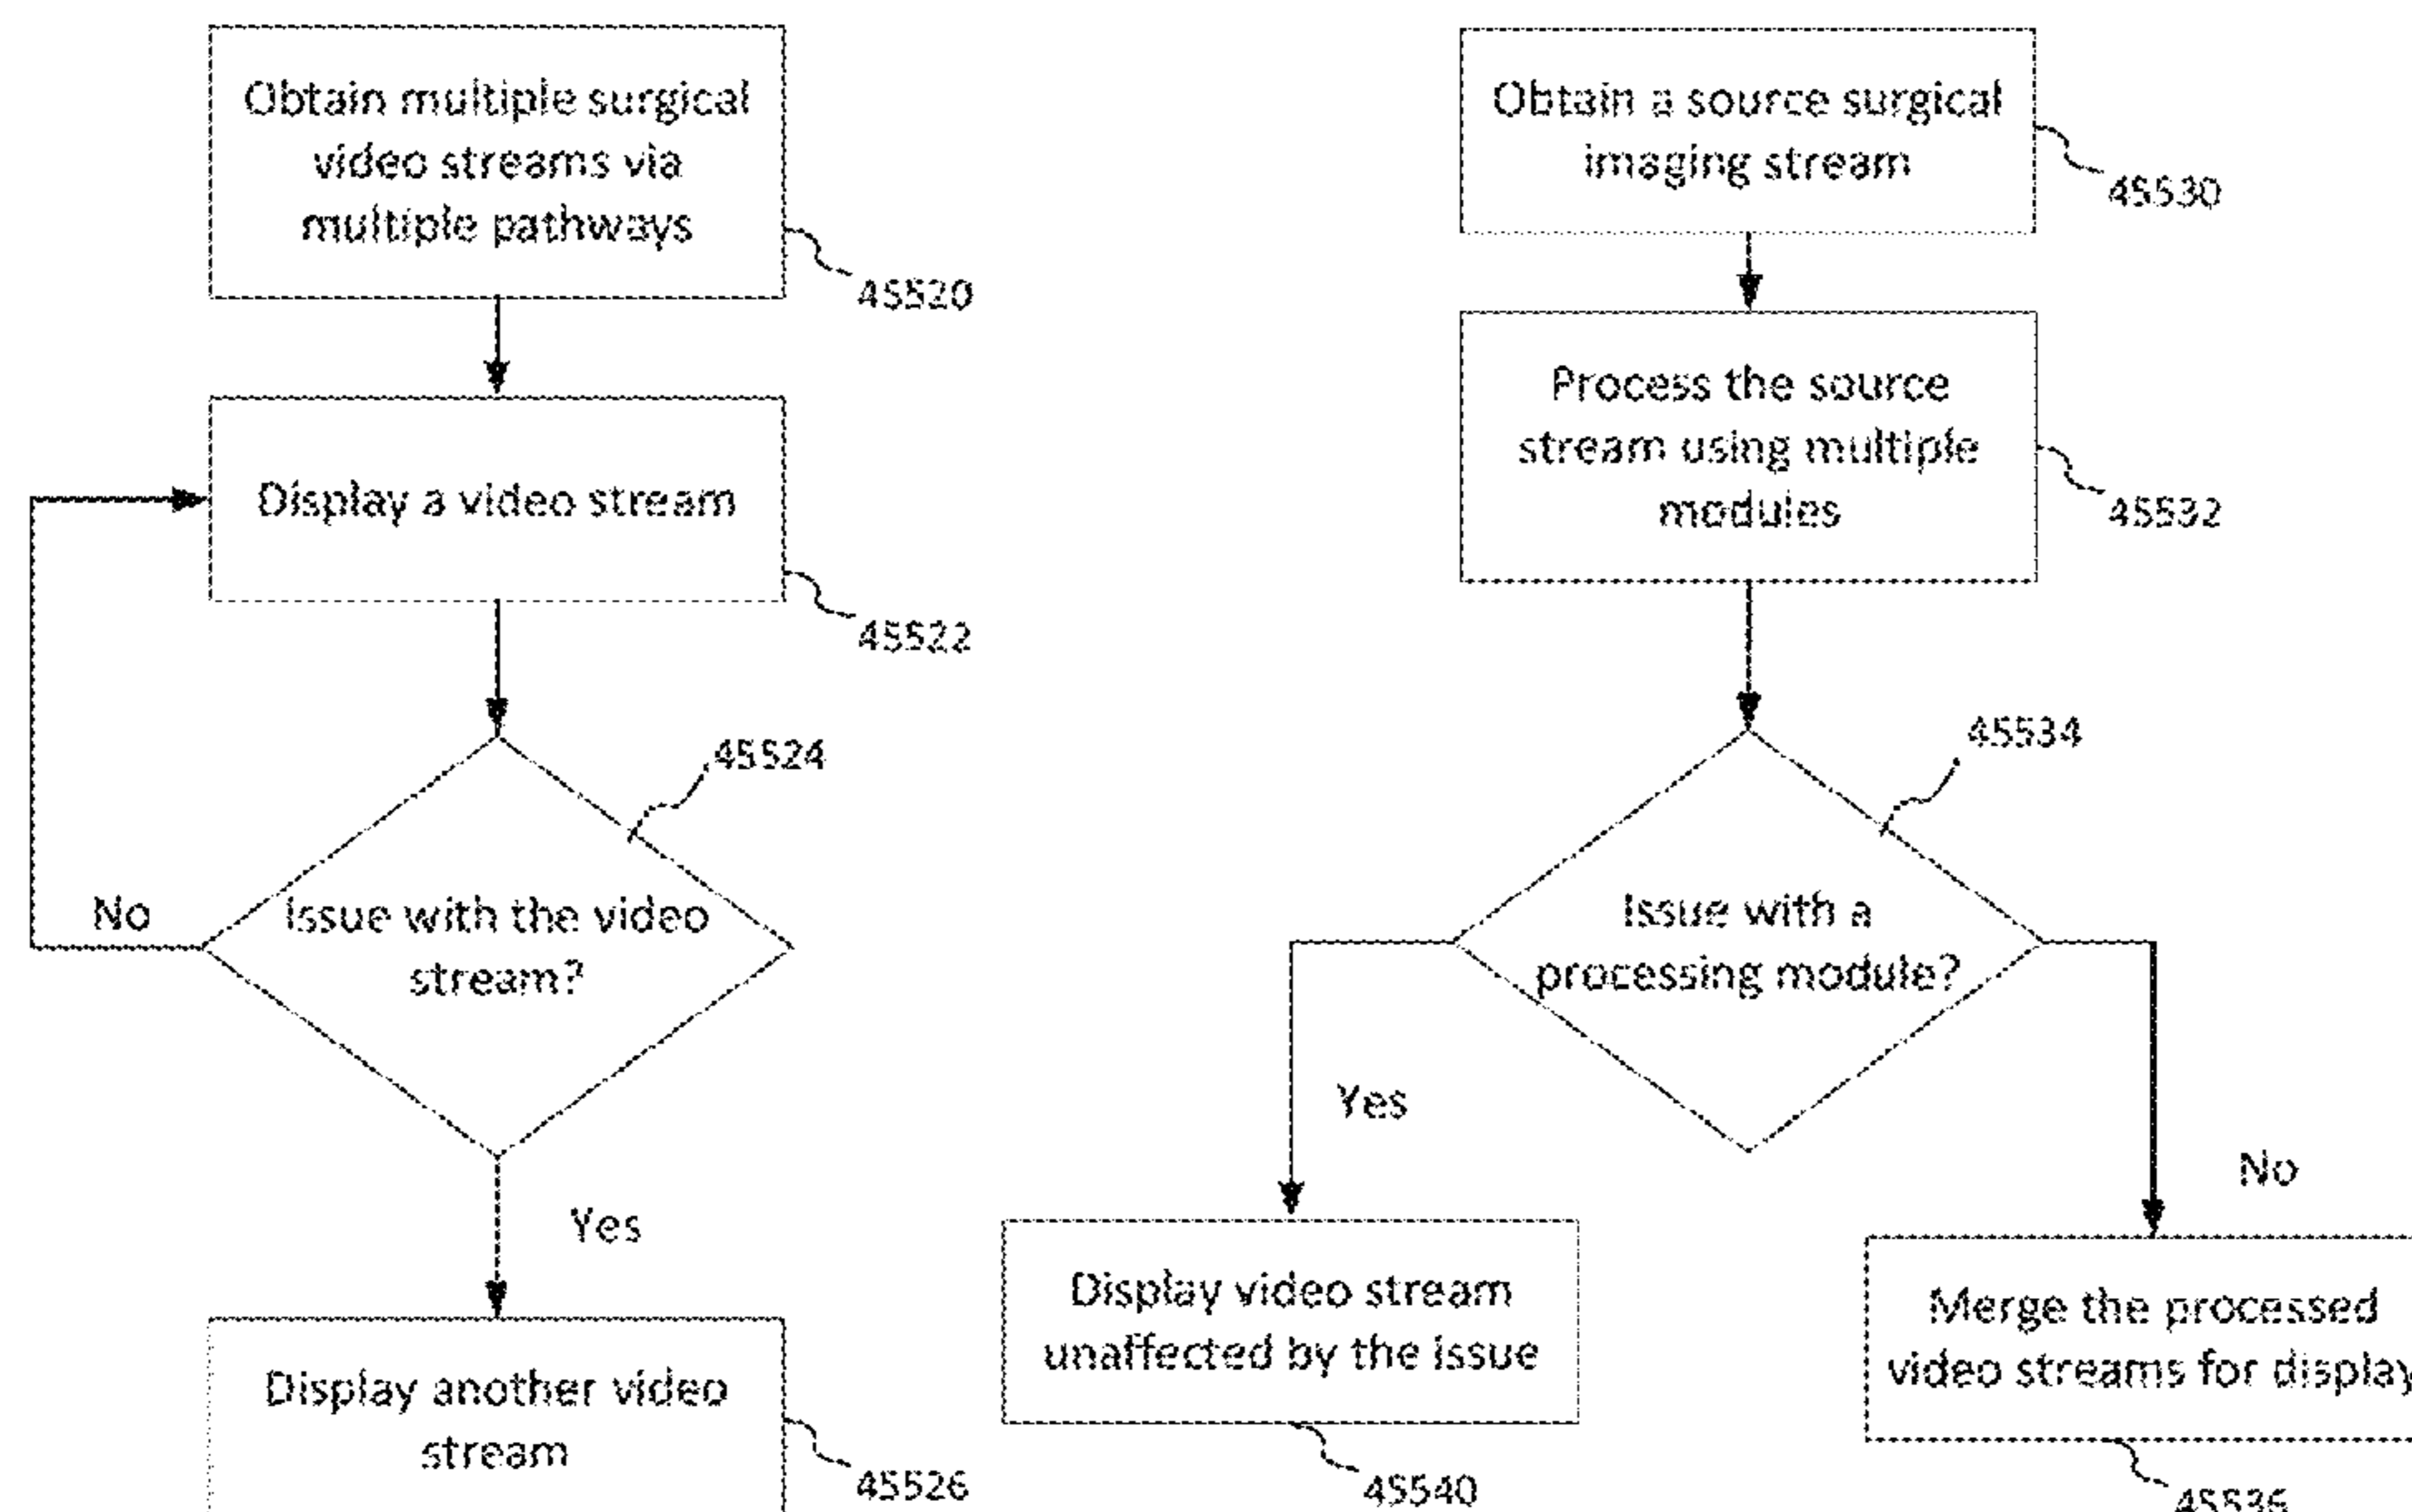 Obtain multiple surgical
video streams via
multiple pathways
45520
Display a video stream
45522
45524
No
Issue with the video
stream?
Yes
Display another video
stream
45526
Obtain a source surgical
imaging stream
45530
Process the source
stream using multiple
modules
45532
45534
Issue with a
processing module?
Yes
No
Display video stream
unaffected by the issue
45540
Merge the processed
video streams for display
45536